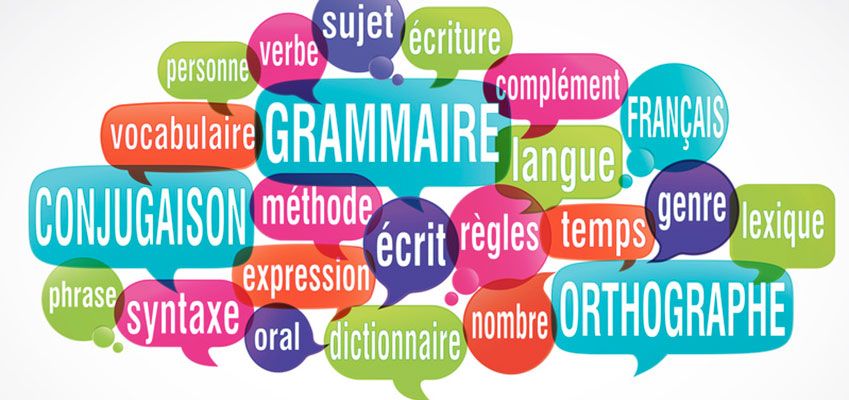 sujet
verbe
écriture
personne
complément
FRANÇAIS
vocabulaire
GRAMMAIRE
langue
CONJUGAISON
méthode
écrit
règles
temps
genre
lexique
expression
phrase
syntaxe
oral
dictionnaire
nombre
ORTHOGRAPHE